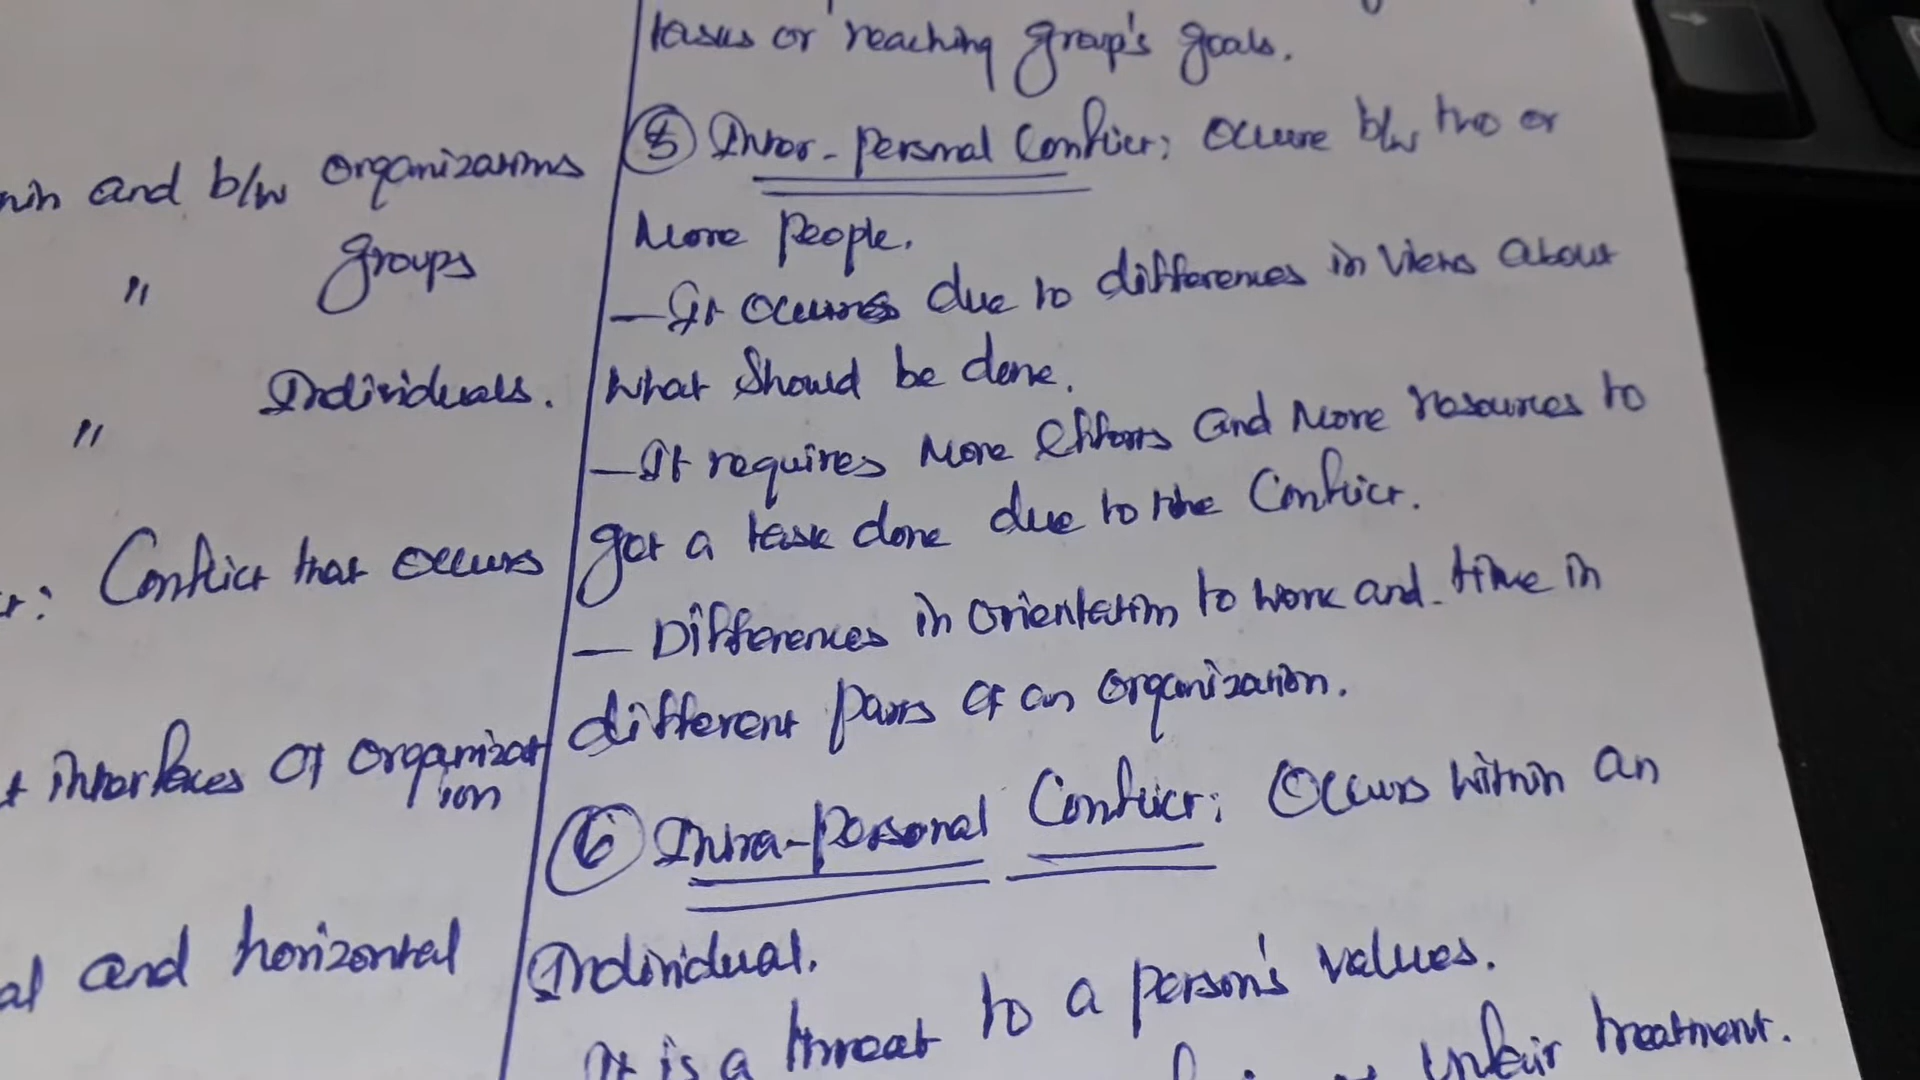 and b/w organizations
" groups
" Individuals.
Conflict that occurs
interfaces of organizat
ion
and horizontal
tasks or reaching group's goals.
⑤ Inter-personal Conflict; Occure b/w two or
more people.
— It occures due to differences in views about
what should be done.
— It requires more efforts and more resources to
get a task done due to the Conflict.
— Differences in orientation to work and time in
different parts of an organization.
⑥ Intra-personal Conflict; Occurs within an
Individual.
It is a threat to a person's values.
unfair treatment.